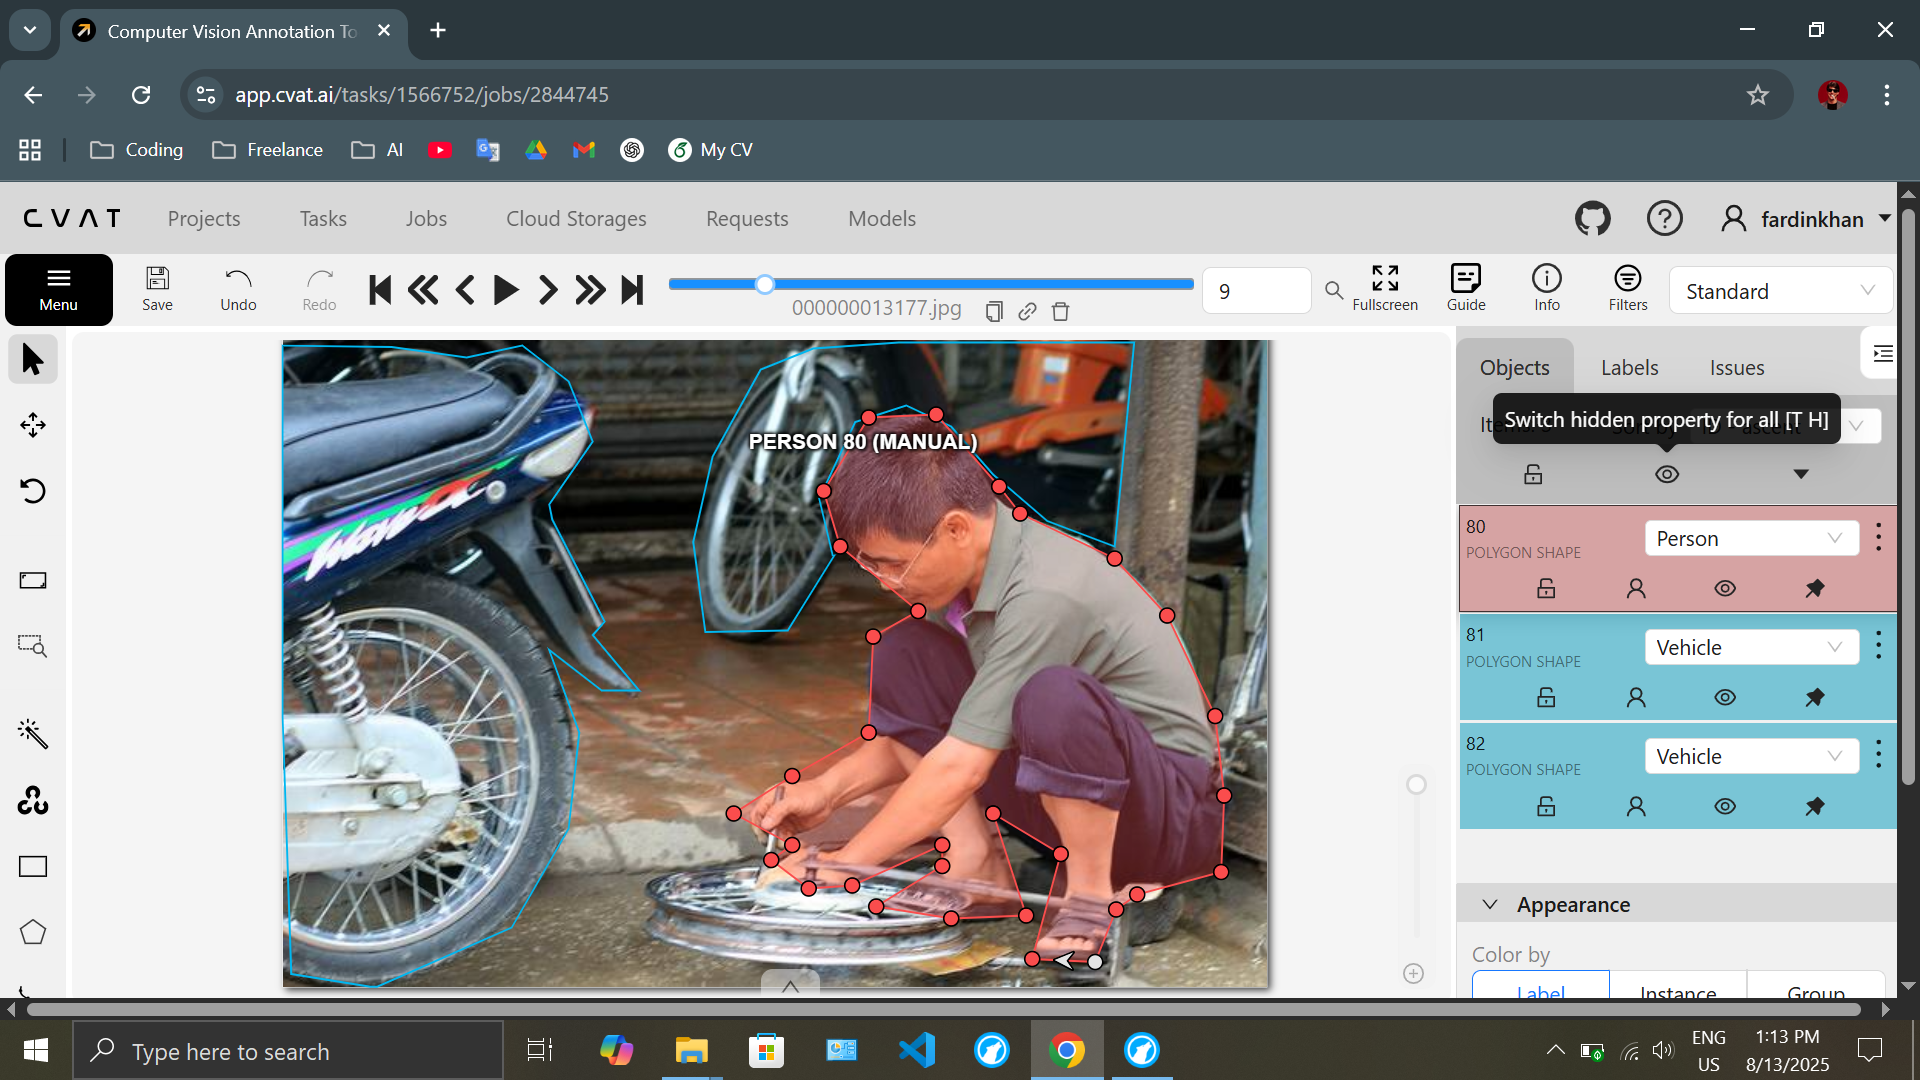 Computer Vision Annotation To
app.cvat.ai/tasks/1566752/jobs/2844745
Coding
Freelance
AI
My CV
CVAT
Projects
Tasks
Jobs
Cloud Storages
Requests
Models
fardinkhan
Menu
Save
Undo
Redo
000000013177.jpg
9
Fullscreen
Guide
Info
Filters
Standard
Objects
Labels
Issues
Switch hidden property for all [T H]
PERSON 80 (MANUAL)
80
POLYGON SHAPE
Person
81
POLYGON SHAPE
Vehicle
82
POLYGON SHAPE
Vehicle
Appearance
Color by
Label
Instance
Group
Type here to search
ENG
US
1:13 PM
8/13/2025